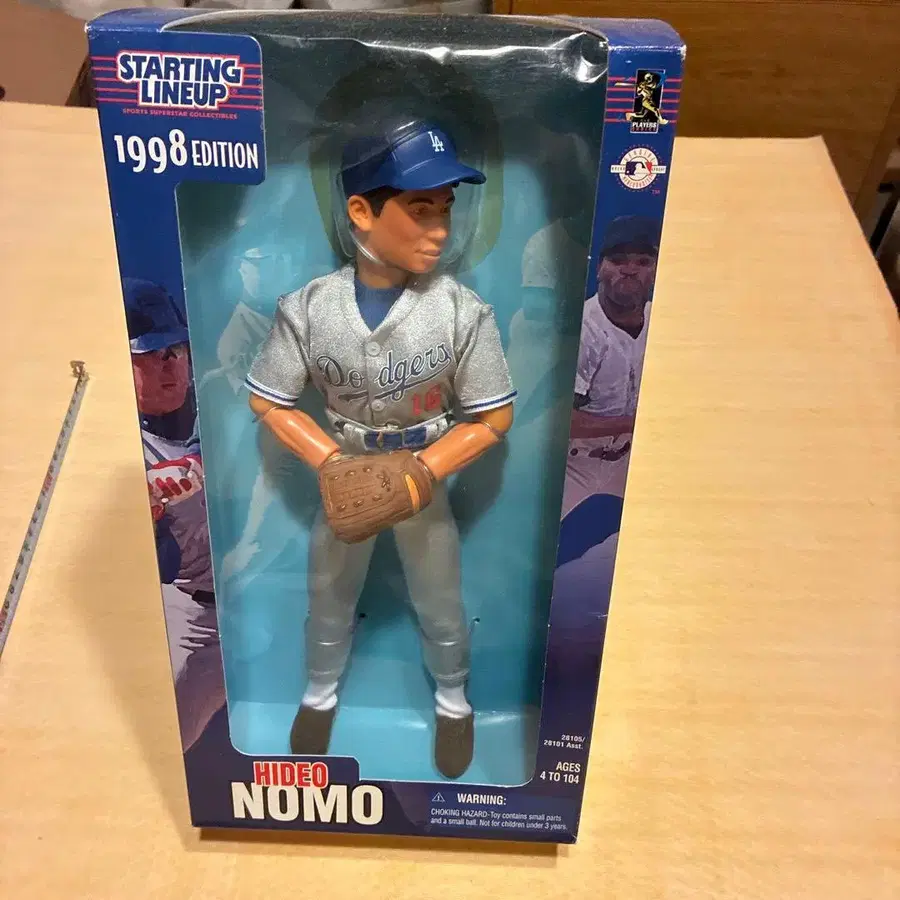 STARTING
LINEUP
SPORTS SUPERSTAR COLLECTIBLES
1998 EDITION
PLAYERS
CHOICE
LA
Dodgers
16
28105/
28101 Asst.
AGES
4 TO 104
HIDEO
NOMO
WARNING:
CHOKING HAZARD-Toy contains small parts
and a small ball. Not for children under 3 years.